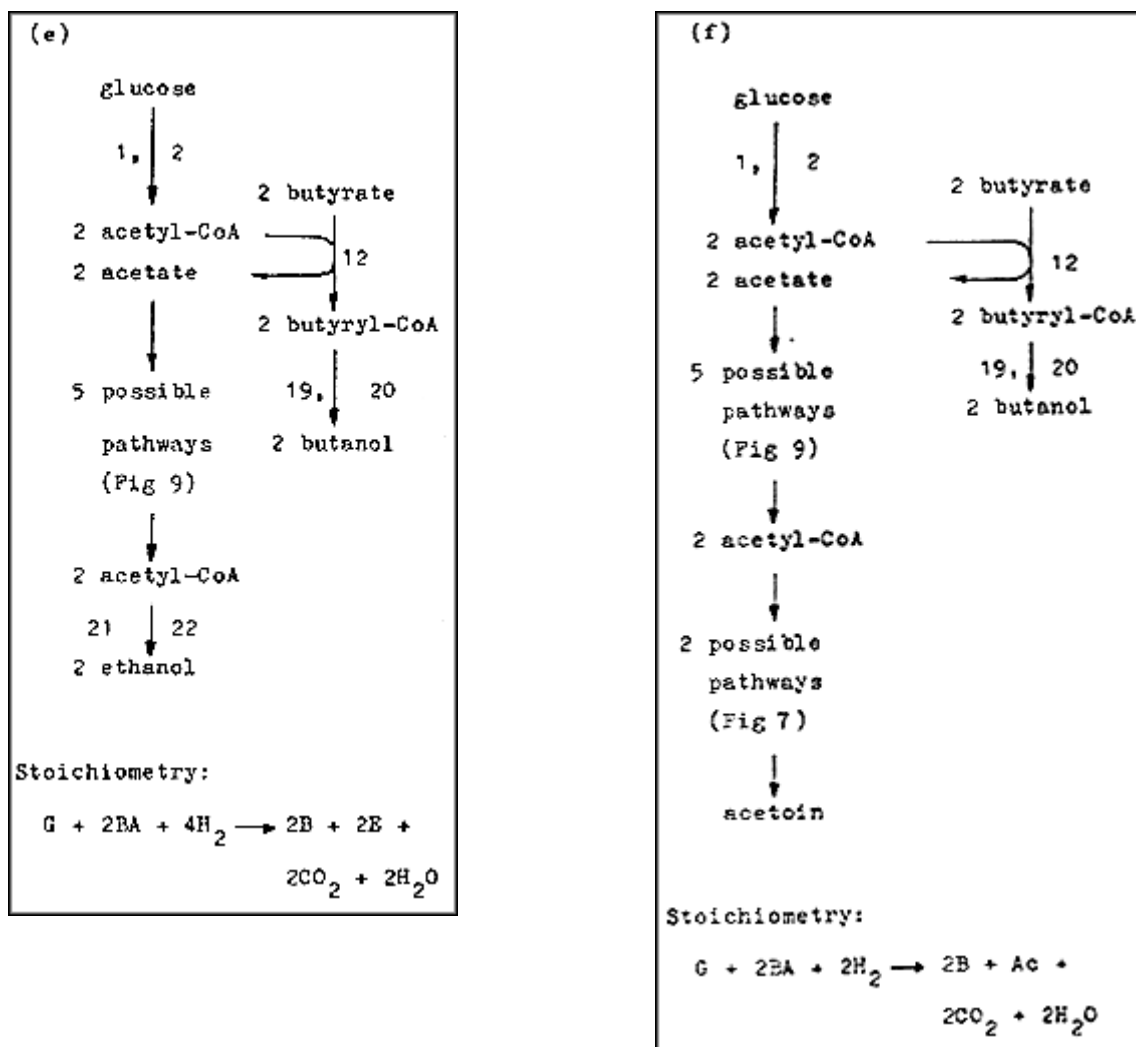 (e)
glucose
1, 2
2 butyrate
2 acetyl-CoA
12
2 acetate
2 butyryl-CoA
5 possible
19, 20
pathways
2 butanol
(Fig 9)
2 acetyl-CoA
21 22
2 ethanol
Stoichiometry:
G + 2BA + 4H₂ → 2B + 2E +
2CO₂ + 2H₂O
(f)
glucose
1, 2
2 butyrate
2 acetyl-CoA
12
2 acetate
2 butyryl-CoA
5 possible
19, 20
pathways
2 butanol
(Fig 9)
2 acetyl-CoA
2 possible
pathways
(Fig 7)
acetoin
Stoichiometry:
G + 2BA + 2H₂ → 2B + Ac +
2CO₂ + 2H₂O